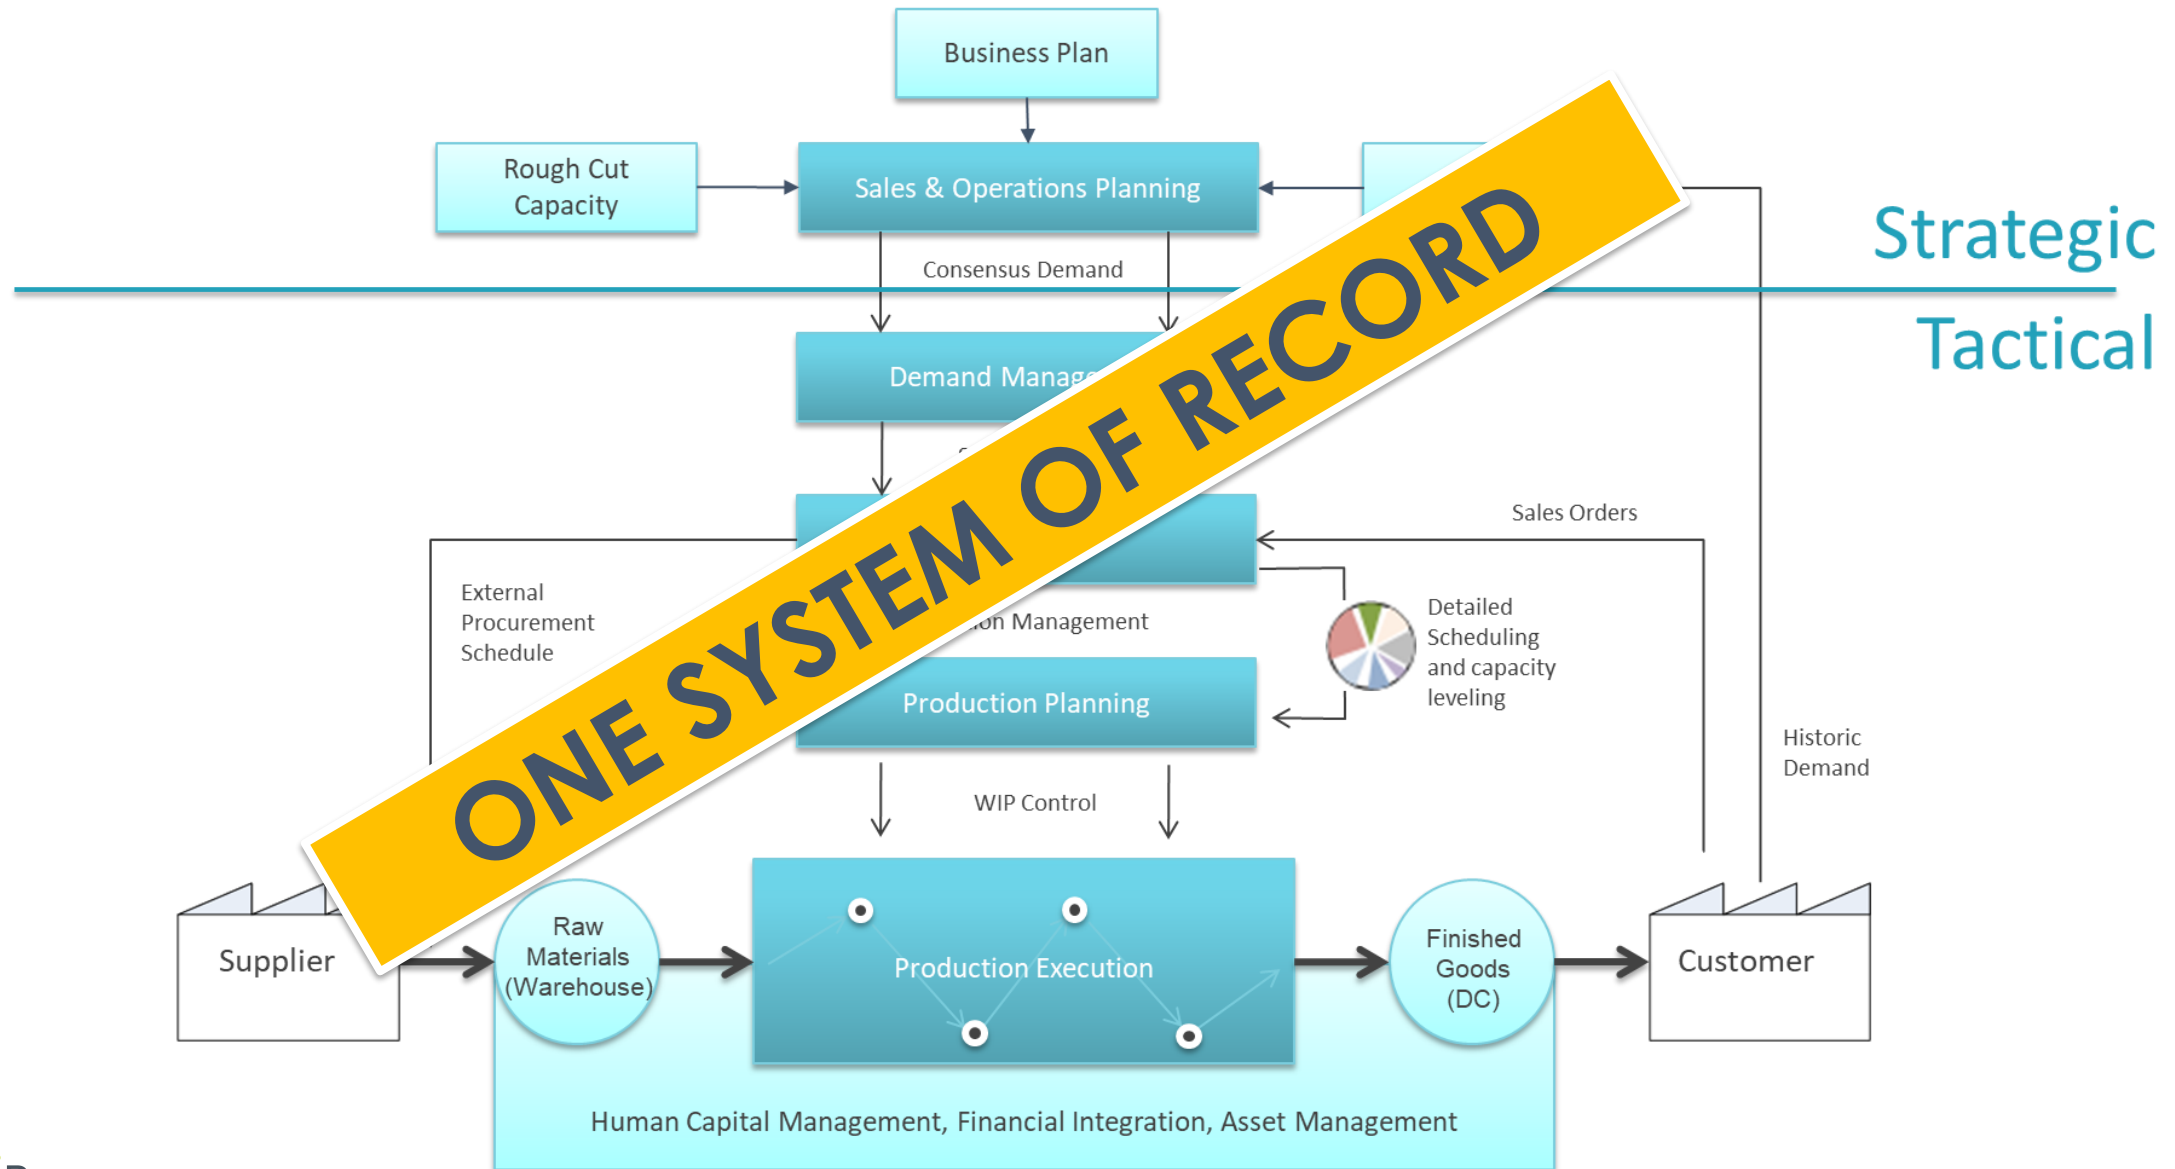 Business Plan
Rough Cut
Capacity
Sales & Operations Planning
Strategic
Consensus Demand
Tactical
Demand
ONE SYSTEM OF RECORD
Sales Orders
External
Procurement
Schedule
Management
Detailed
Scheduling
and capacity
leveling
Production Planning
Historic
Demand
WIP Control
Supplier
Raw
Materials
(Warehouse)
Production Execution
Finished
Goods
(DC)
Customer
Human Capital Management, Financial Integration, Asset Management